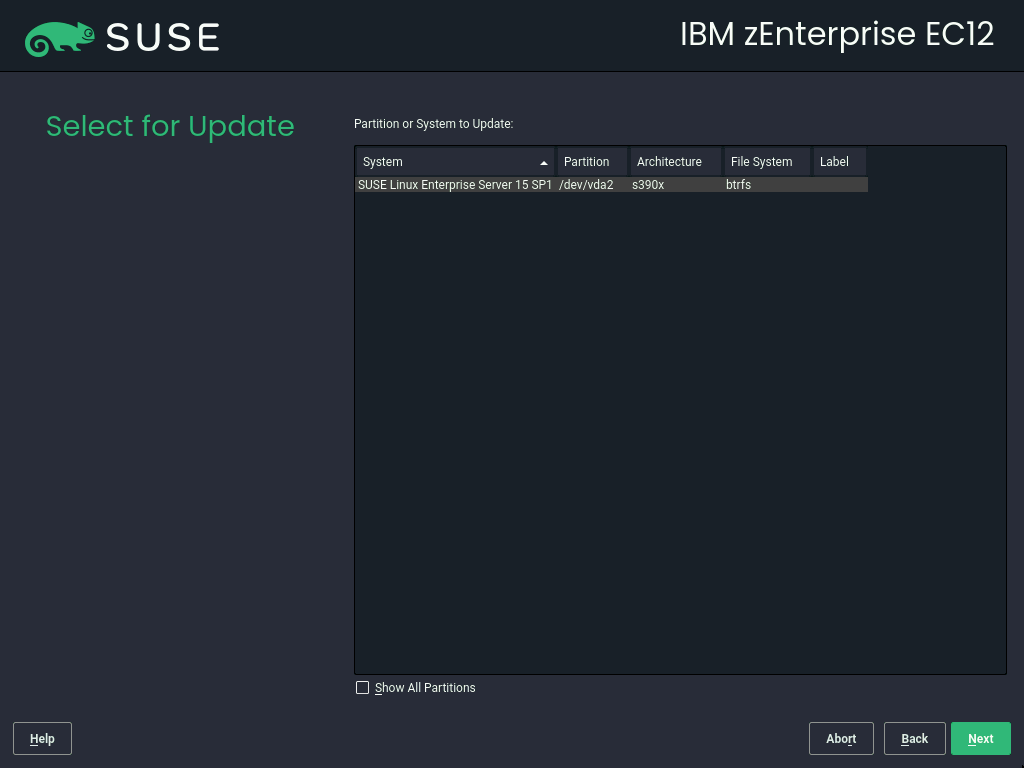 SUSE
IBM zEnterprise EC12
Select for Update
Partition or System to Update:
System Partition Architecture File System Label
SUSE Linux Enterprise Server 15 SP1 /dev/vda2 s390x btrfs
Show All Partitions
Help Abort Back Next